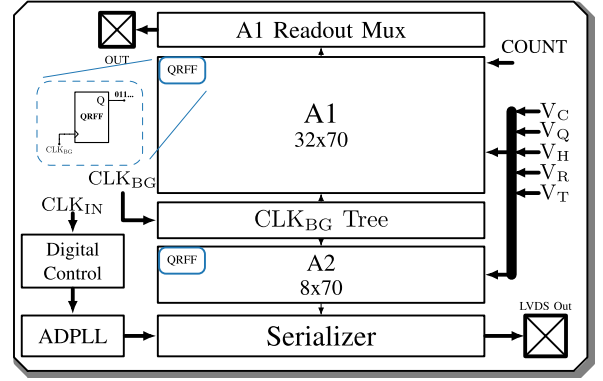 A1 Readout Mux
OUT
COUNT
QRFF
Q
011...
QRFF
CLK_BG
A1
32x70
V_C
V_Q
V_H
V_R
V_T
CLK_BG
CLK_IN
CLK_BG Tree
Digital
Control
QRFF
A2
8x70
LVDS Out
ADPLL
Serializer